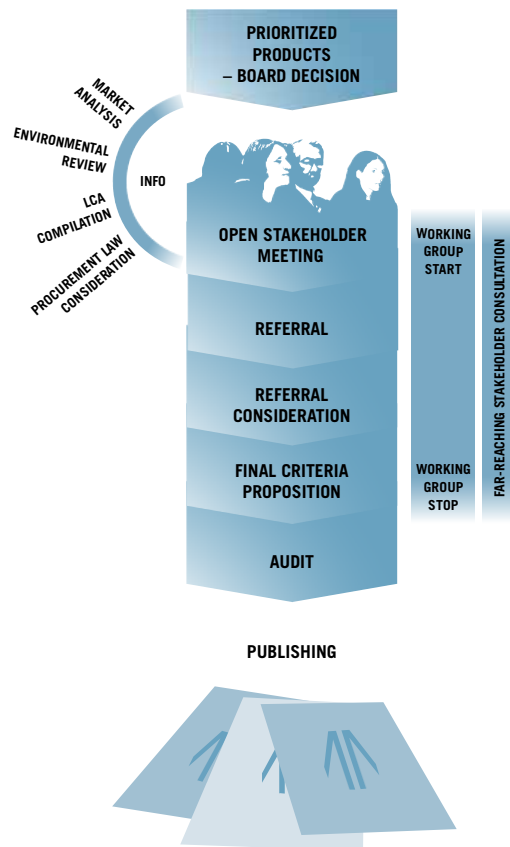 PRIORITIZED
PRODUCTS
– BOARD DECISION
MARKET
ANALYSIS
ENVIRONMENTAL
REVIEW
INFO
LCA
COMPILATION
PROCUREMENT LAW
CONSIDERATION
OPEN STAKEHOLDER
MEETING
WORKING
GROUP
START
FAR-REACHING STAKEHOLDER CONSULTATION
REFERRAL
REFERRAL
CONSIDERATION
FINAL CRITERIA
PROPOSITION
WORKING
GROUP
STOP
AUDIT
PUBLISHING